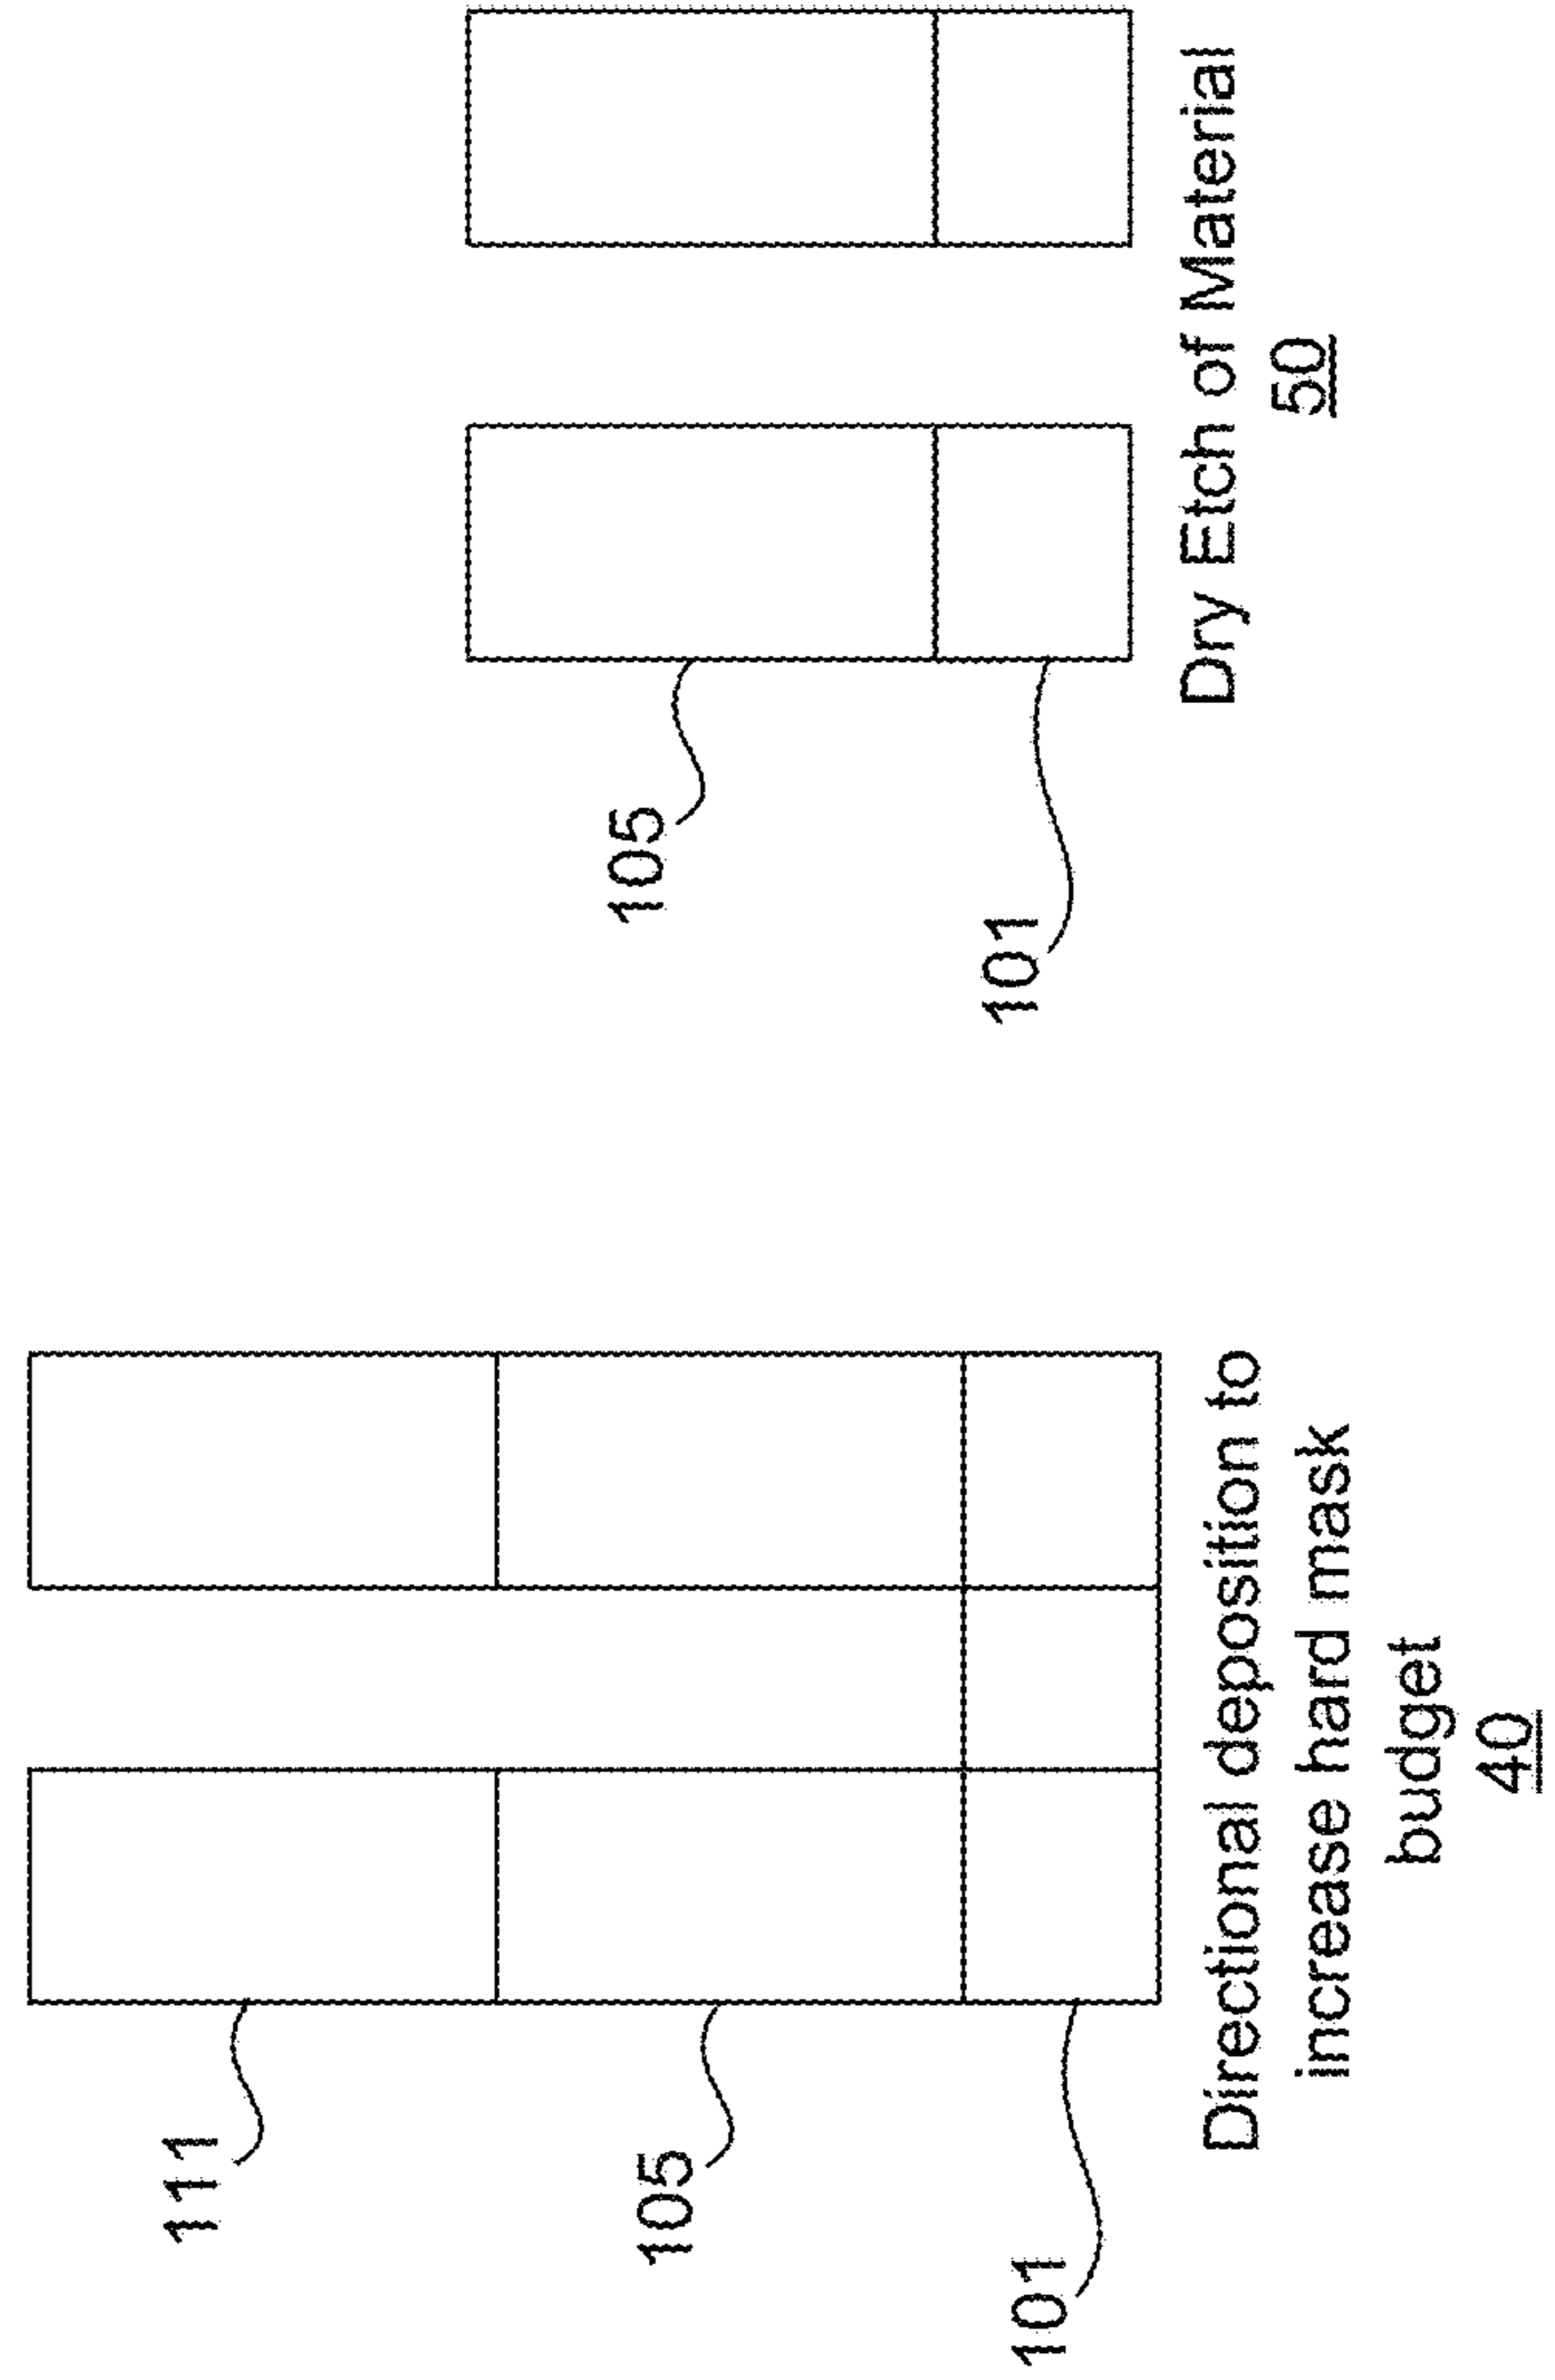 111
105
101
Directional deposition to
increase hard mask
budget
40
105
101
Dry Etch of Material
50